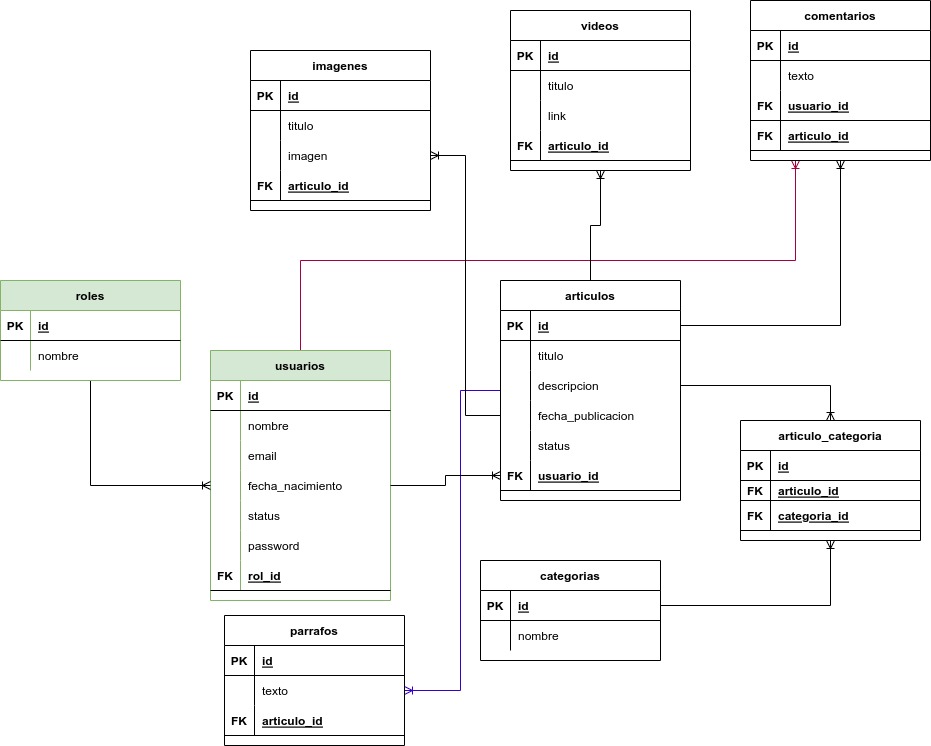 imagenes
PK id
titulo
imagen
FK articulo_id
videos
PK id
titulo
link
FK articulo_id
comentarios
PK id
texto
FK usuario_id
FK articulo_id
roles
PK id
nombre
usuarios
PK id
nombre
email
fecha_nacimiento
status
password
FK rol_id
articulos
PK id
titulo
descripcion
fecha_publicacion
status
FK usuario_id
articulo_categoria
PK id
FK articulo_id
FK categoria_id
categorias
PK id
nombre
parrafos
PK id
texto
FK articulo_id